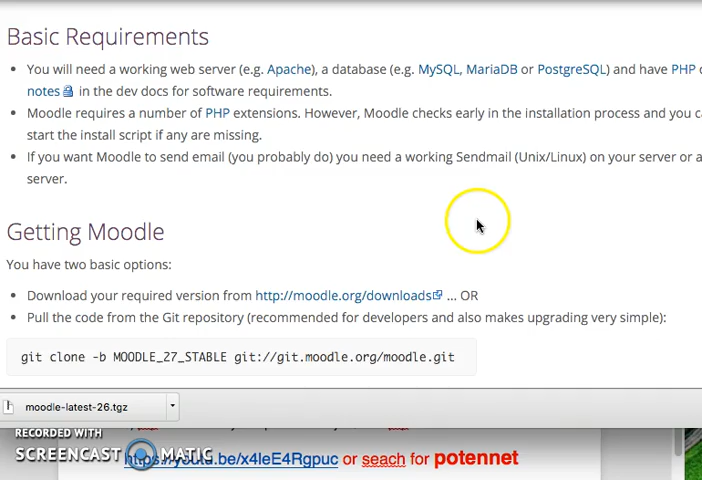 Basic Requirements
You will need a working web server (e.g. Apache), a database (e.g. MySQL, MariaDB or PostgreSQL) and have PHP
notes in the dev docs for software requirements.
Moodle requires a number of PHP extensions. However, Moodle checks early in the installation process and you ca
start the install script if any are missing.
If you want Moodle to send email (you probably do) you need a working Sendmail (Unix/Linux) on your server or a
server.
Getting Moodle
You have two basic options:
Download your required version from http://moodle.org/downloads ... OR
Pull the code from the Git repository (recommended for developers and also makes upgrading very simple):
git clone -b MOODLE_27_STABLE git://git.moodle.org/moodle.git
moodle-latest-26.tgz
RECORDED WITH
SCREENCAST MATIC
https://youtu.be/x4leE4Rgpuc or seach for potennet